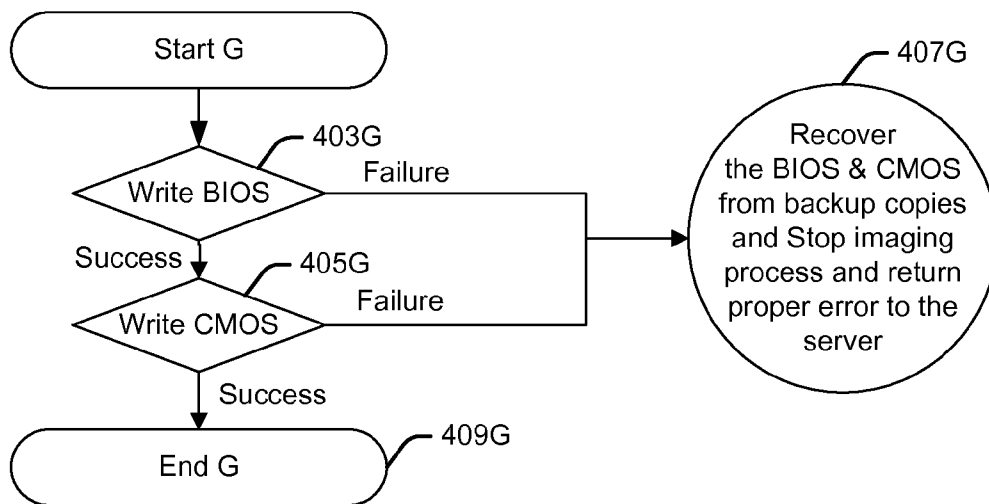 Start G
403G
Write BIOS
Failure
Success
405G
Write CMOS
Failure
Success
End G
409G
407G
Recover
the BIOS & CMOS
from backup copies
and Stop imaging
process and return
proper error to the
server